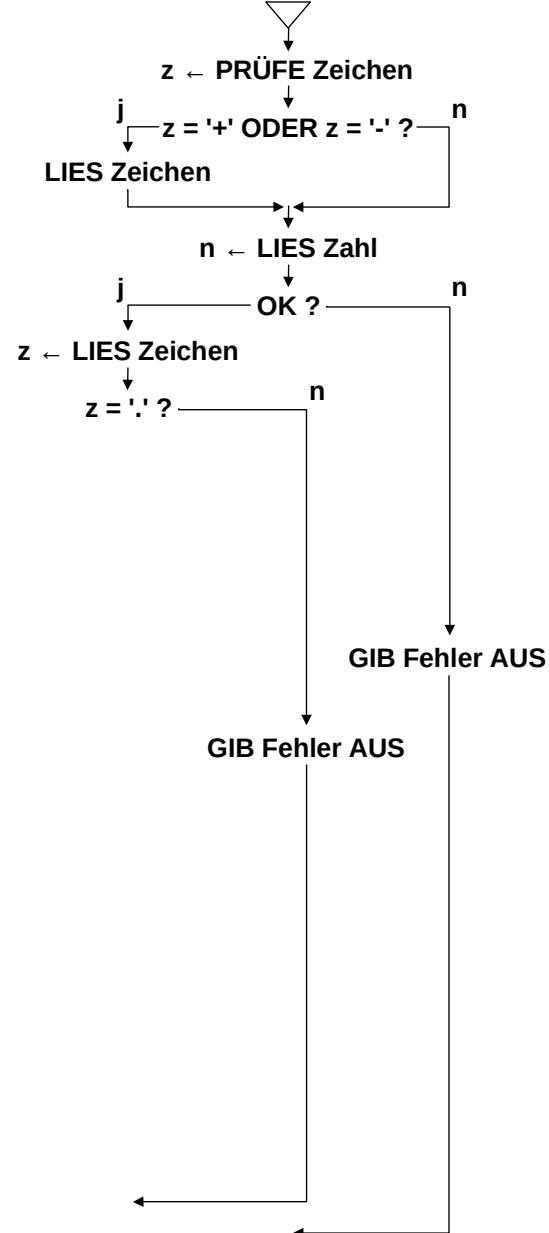 z ← PRÜFE Zeichen
j
z = '+' ODER z = '-' ?
n
LIES Zeichen
n ← LIES Zahl
j
OK ?
n
z ← LIES Zeichen
z = '.' ?
n
GIB Fehler AUS
GIB Fehler AUS